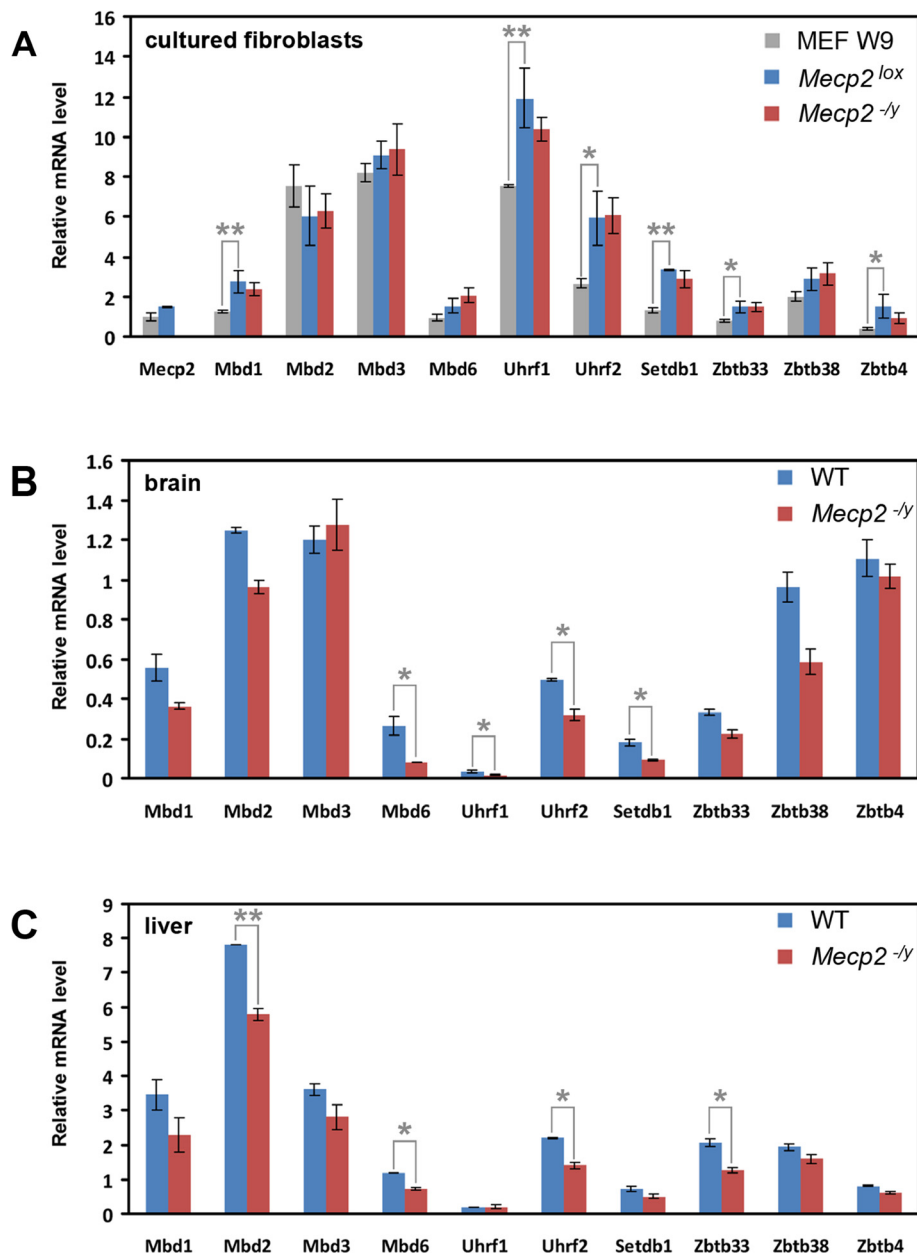 A
cultured fibroblasts
MEF W9
Mecp2 lox
Mecp2 -/y
Relative mRNA level
16
14
12
10
8
6
4
2
0
**
**
*
**
*
*
Mecp2 Mbd1 Mbd2 Mbd3 Mbd6 Uhrf1 Uhrf2 Setdb1 Zbtb33 Zbtb38 Zbtb4
B
brain
WT
Mecp2 -/y
Relative mRNA level
1.6
1.4
1.2
1
0.8
0.6
0.4
0.2
0
*
*
*
*
Mbd1 Mbd2 Mbd3 Mbd6 Uhrf1 Uhrf2 Setdb1 Zbtb33 Zbtb38 Zbtb4
C
liver
WT
Mecp2 -/y
Relative mRNA level
9
8
7
6
5
4
3
2
1
0
**
*
*
*
Mbd1 Mbd2 Mbd3 Mbd6 Uhrf1 Uhrf2 Setdb1 Zbtb33 Zbtb38 Zbtb4